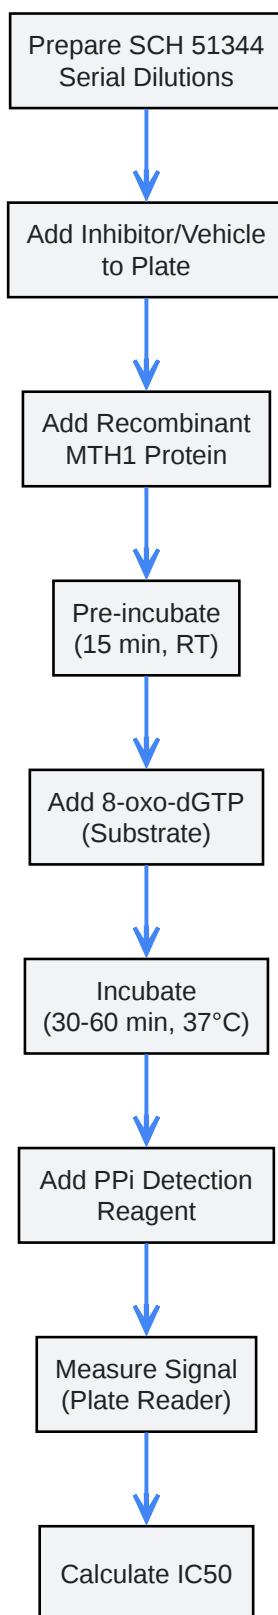 Prepare SCH 51344
Serial Dilutions
Add Inhibitor/Vehicle
to Plate
Add Recombinant
MTH1 Protein
Pre-incubate
(15 min, RT)
Add 8-oxo-dGTP
(Substrate)
Incubate
(30-60 min, 37°C)
Add PPi Detection
Reagent
Measure Signal
(Plate Reader)
Calculate IC50